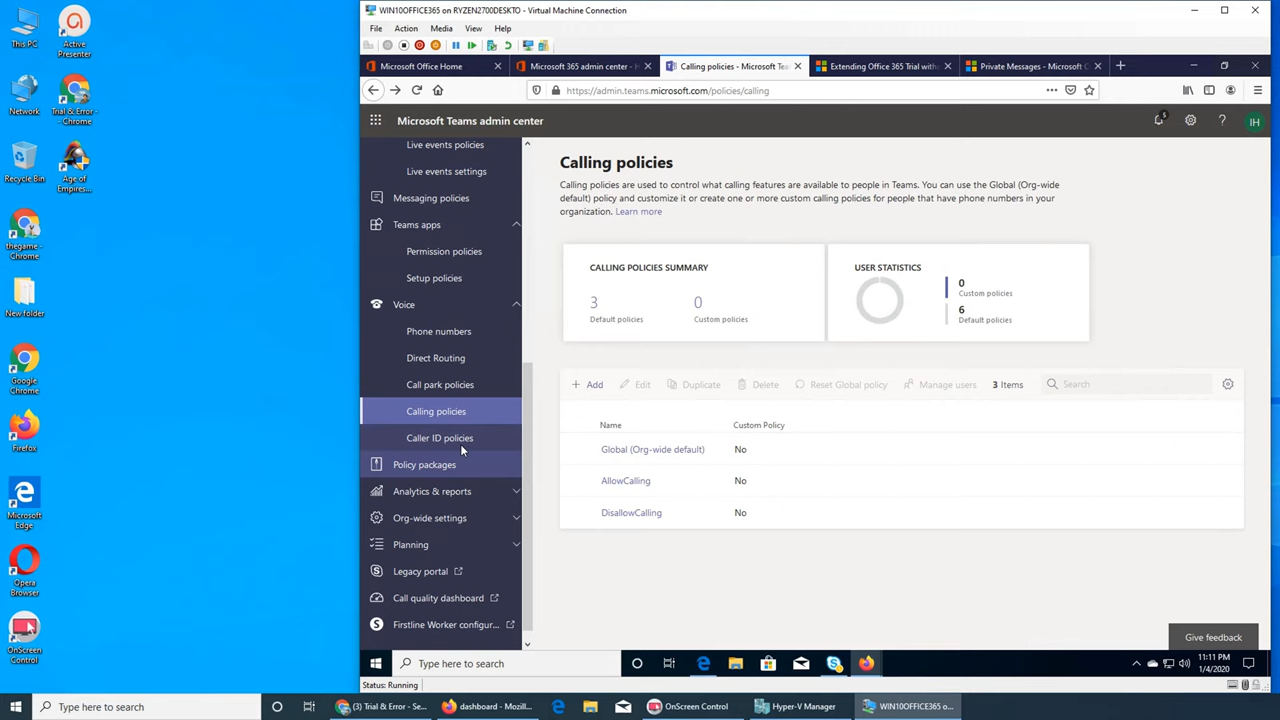 This PC
Active
Presenter
Network
Trial & Error -
- Chrome
Recycle Bin
Age of
Empires...
thegame -
Chrome
New folder
Google
Chrome
Firefox
Microsoft
Edge
Opera
Browser
OnScreen
Control
WIN10OFFICE365 on RYZEN2700DESKTO - Virtual Machine Connection
File Action Media View Help
Microsoft Office Home
Microsoft 365 admin center - H
Calling policies - Microsoft Tea
Extending Office 365 Trial with
Private Messages - Microsoft C
https://admin.teams.microsoft.com/policies/calling
Microsoft Teams admin center
5
?
IH
Live events policies
Live events settings
Messaging policies
Teams apps
Permission policies
Setup policies
Voice
Phone numbers
Direct Routing
Call park policies
Calling policies
Caller ID policies
Policy packages
Analytics & reports
Org-wide settings
Planning
Legacy portal
Call quality dashboard
Firstline Worker configur...
Calling policies
Calling policies are used to control what calling features are available to people in Teams. You can use the Global (Org-wide
default) policy and customize it or create one or more custom calling policies for people that have phone numbers in your
organization. Learn more
CALLING POLICIES SUMMARY
3
Default policies
0
Custom policies
USER STATISTICS
0
Custom policies
6
Default policies
+ Add Edit Duplicate Delete Reset Global policy Manage users 3 Items Search
Name Custom Policy
Global (Org-wide default) No
AllowCalling No
DisallowCalling No
Give feedback
Type here to search
11:11 PM
1/4/2020
Status: Running
Type here to search
(3) Trial & Error - Se...
dashboard - Mozill...
OnScreen Control
Hyper-V Manager
WIN10OFFICE365 o...